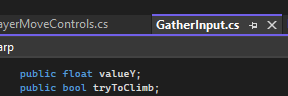 ayerMoveControls.cs GatherInput.cs
arp
public float valueY;
public bool tryToClimb;